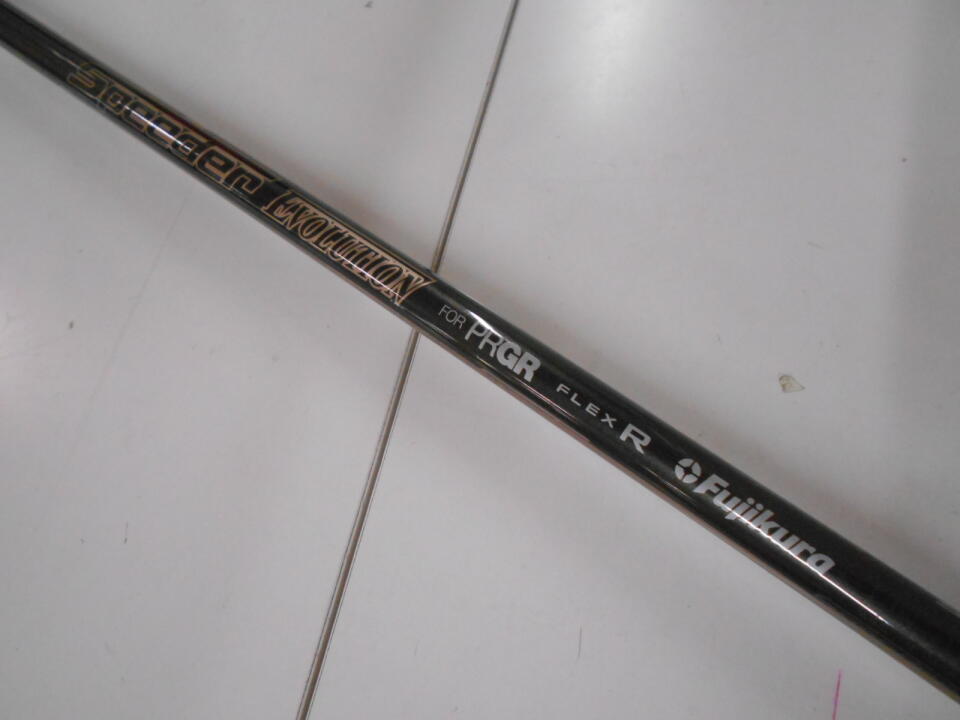 Speeder EVOLUTION FOR PRGR FLEX R Fujikura